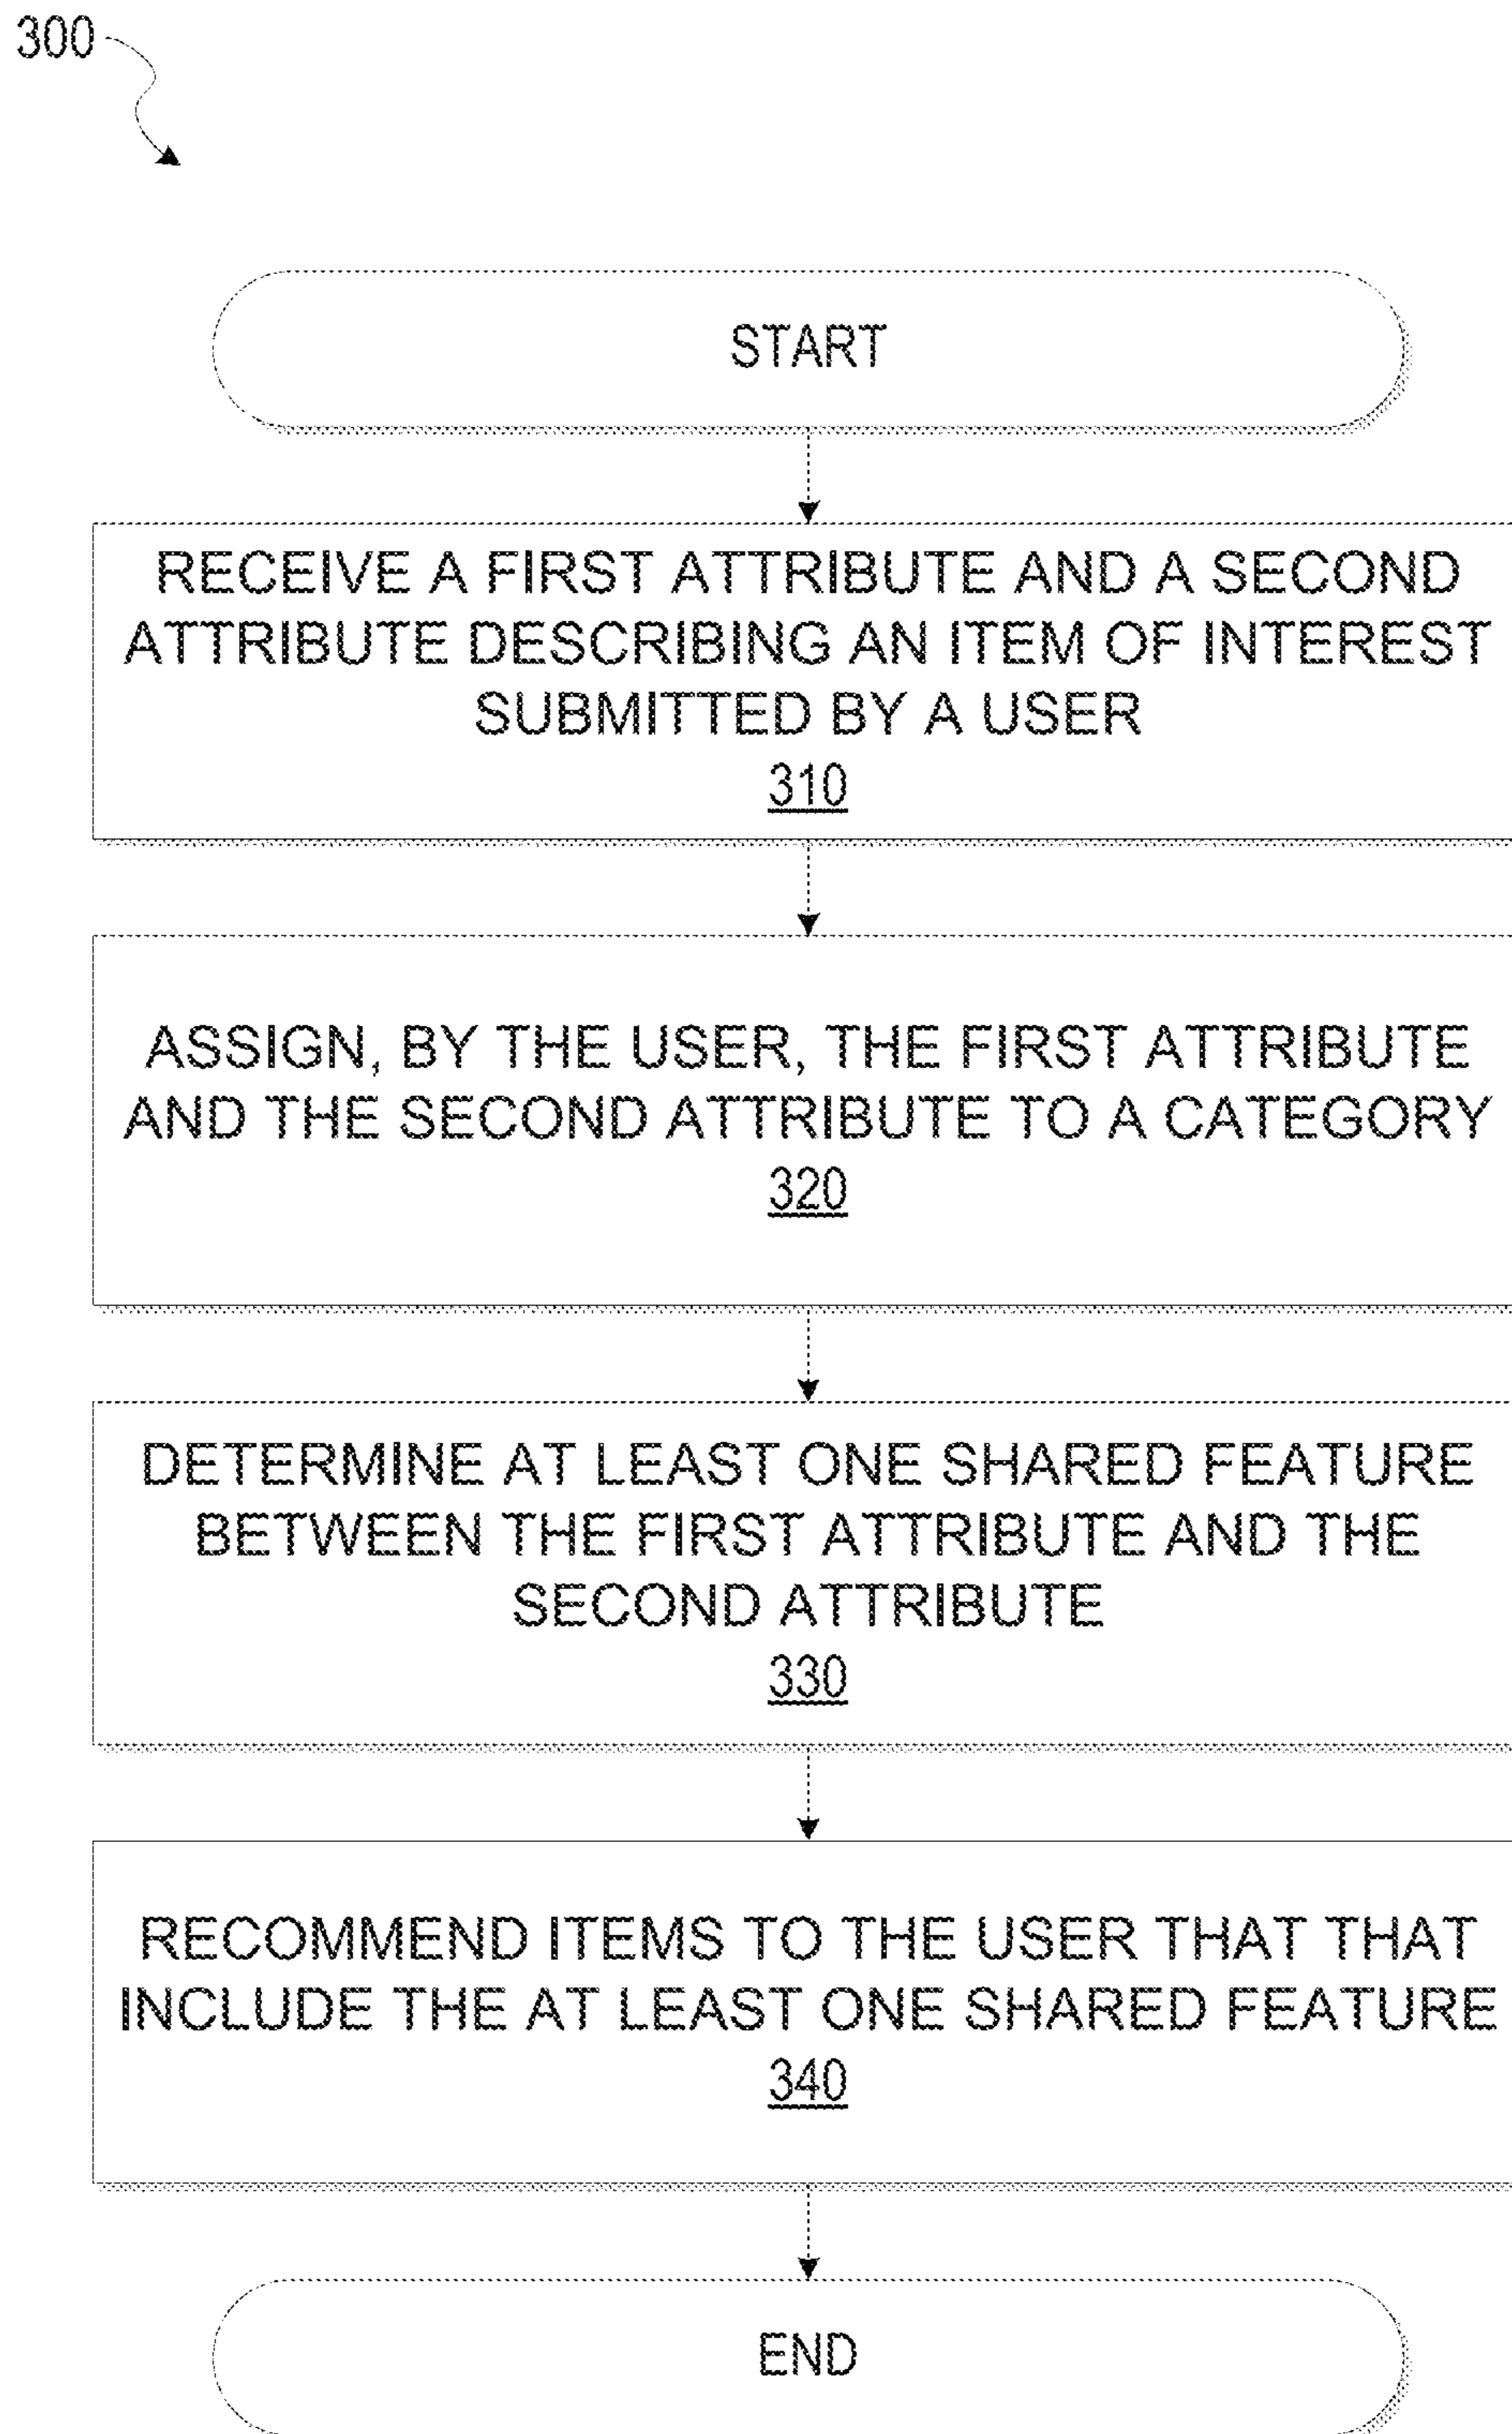 300
START
RECEIVE A FIRST ATTRIBUTE AND A SECOND
ATTRIBUTE DESCRIBING AN ITEM OF INTEREST
SUBMITTED BY A USER
310
ASSIGN, BY THE USER, THE FIRST ATTRIBUTE
AND THE SECOND ATTRIBUTE TO A CATEGORY
320
DETERMINE AT LEAST ONE SHARED FEATURE
BETWEEN THE FIRST ATTRIBUTE AND THE
SECOND ATTRIBUTE
330
RECOMMEND ITEMS TO THE USER THAT THAT
INCLUDE THE AT LEAST ONE SHARED FEATURE
340
END